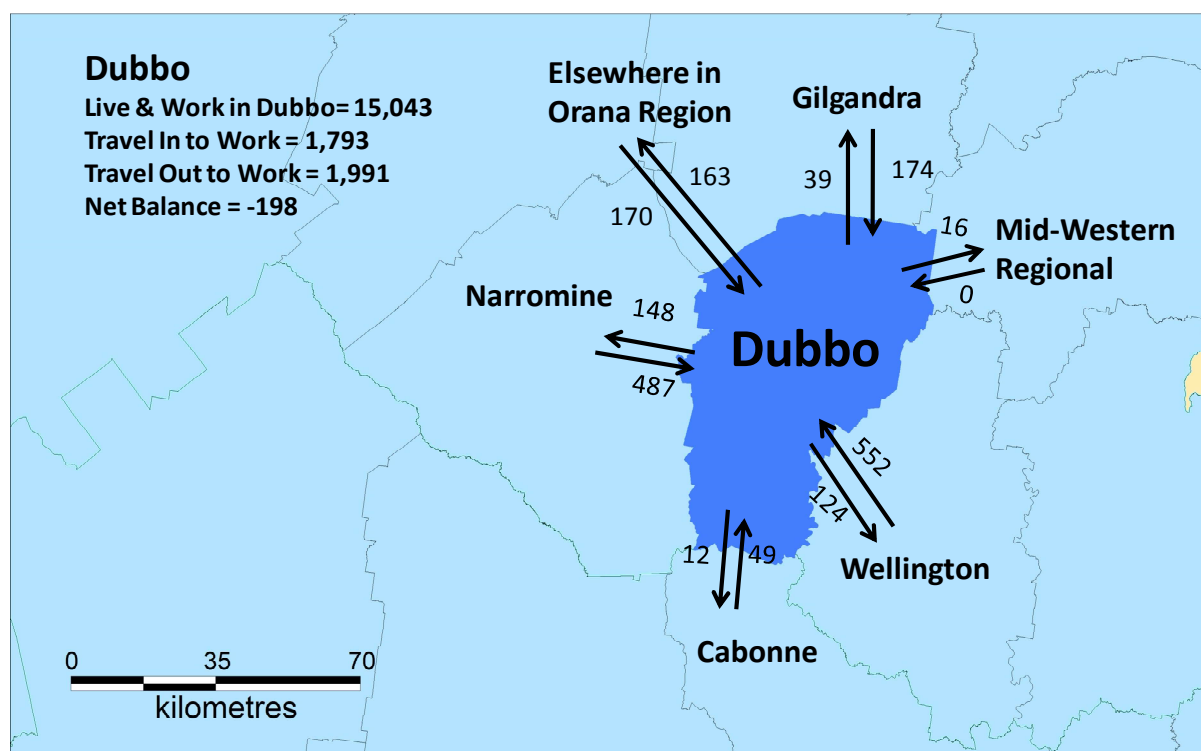 Dubbo
Live & Work in Dubbo= 15,043
Travel In to Work = 1,793
Travel Out to Work = 1,991
Net Balance = -198
Elsewhere in
Orana Region
Gilgandra
163
170
39
174
16
Mid-Western
Regional
0
Narromine
148
487
Dubbo
552
124
Wellington
12
49
Cabonne
0 35 70
kilometres